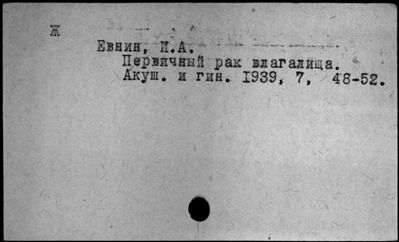 Ж
Евнин, И.А.
Первичный рак влагалища.
Акуш. и гин. 1939, 7, 48-52.